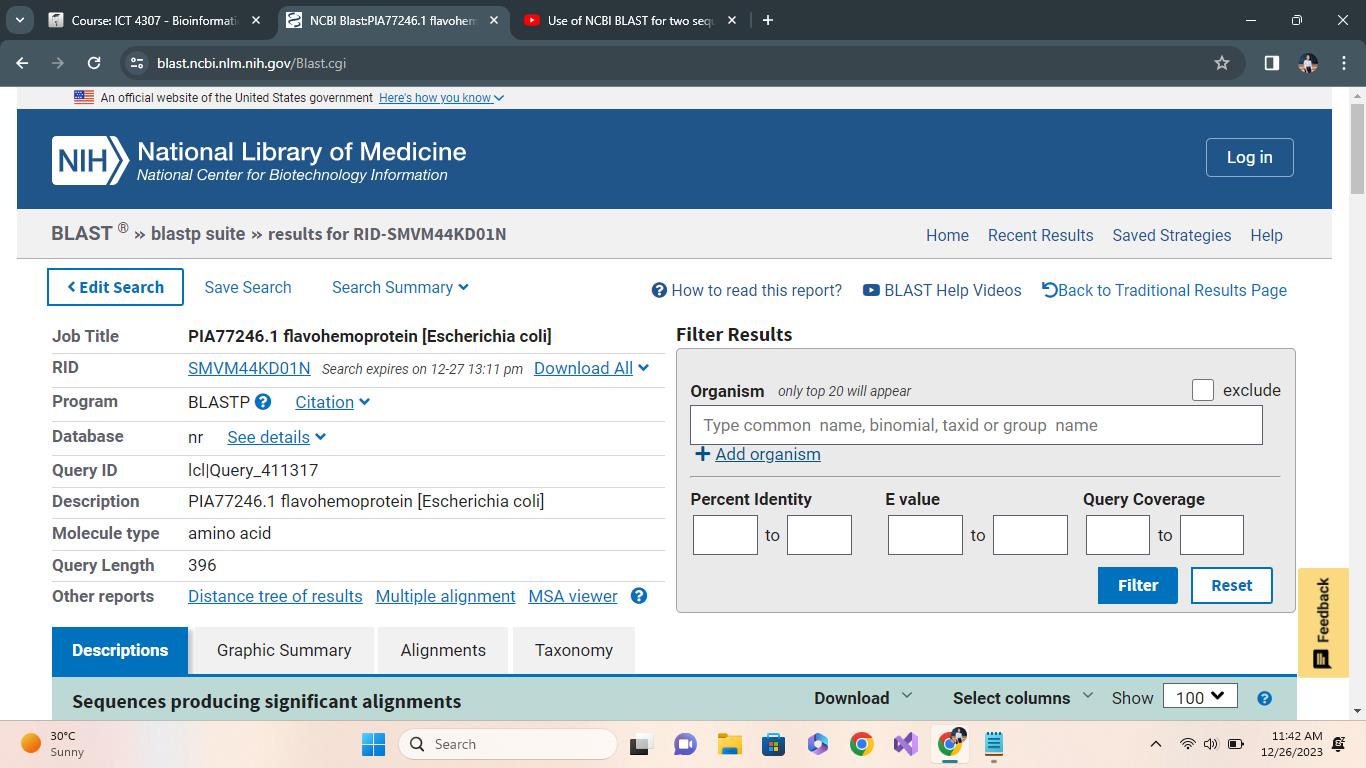 Course: ICT 4307 - Bioinformati
NCBI Blast:PIA77246.1 flavohem
Use of NCBI BLAST for two seq
blast.ncbi.nlm.nih.gov/Blast.cgi
An official website of the United States government Here's how you know
NIH National Library of Medicine
National Center for Biotechnology Information
Log in
BLAST ® » blastp suite » results for RID-SMVM44KD01N
Home Recent Results Saved Strategies Help
Edit Search Save Search Search Summary
How to read this report? BLAST Help Videos Back to Traditional Results Page
Job Title PIA77246.1 flavohemoprotein [Escherichia coli]
RID SMVM44KD01N Search expires on 12-27 13:11 pm Download All
Program BLASTP Citation
Database nr See details
Query ID lcl|Query_411317
Description PIA77246.1 flavohemoprotein [Escherichia coli]
Molecule type amino acid
Query Length 396
Other reports Distance tree of results Multiple alignment MSA viewer
Filter Results
Organism only top 20 will appear exclude
Type common name, binomial, taxid or group name
+ Add organism
Percent Identity E value Query Coverage
to to to
Filter Reset
Feedback
Descriptions Graphic Summary Alignments Taxonomy
Sequences producing significant alignments Download Select columns Show 100
30°C
Sunny
Search
11:42 AM
12/26/2023